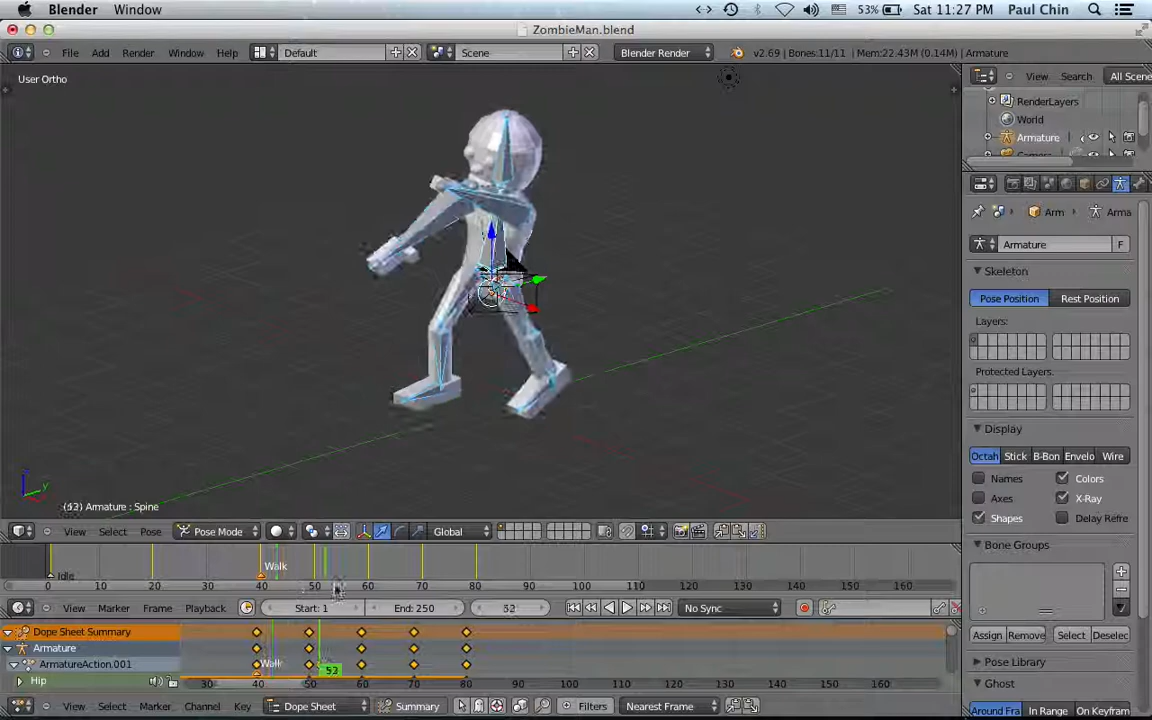 Blender Window 53% Sat 11:27 PM Paul Chin
ZombieMan.blend
File Add Render Window Help Default Scene Blender Render v2.69 | Bones:11/11 | Mem:22.43M (0.14M) | Armature View Search All Scene
User Ortho
RenderLayers
World
Armature
Arm Arma
Armature F
Skeleton
Pose Position Rest Position
Layers:
Protected Layers:
Display
Octah Stick B-Bon Envelo Wire
Names Colors
Axes X-Ray
Shapes Delay Refre
Armature : Spine
View Select Pose Pose Mode Global
Bone Groups
Walk
Idle
0 10 20 30 40 50 60 70 80 90 100 110 120 130 140 150 160
View Marker Frame Playback Start: 1 End: 250 52 No Sync
Dope Sheet Summary
Assign Remove Select Deselec
Armature
ArmatureAction.001 Walk
Pose Library
Hip 30 40 50 60 70 80 90 100 110 120 130 140 150 160
Ghost
View Select Marker Channel Key Dope Sheet Summary Filters Nearest Frame
Around Fra In Range On Keyfram